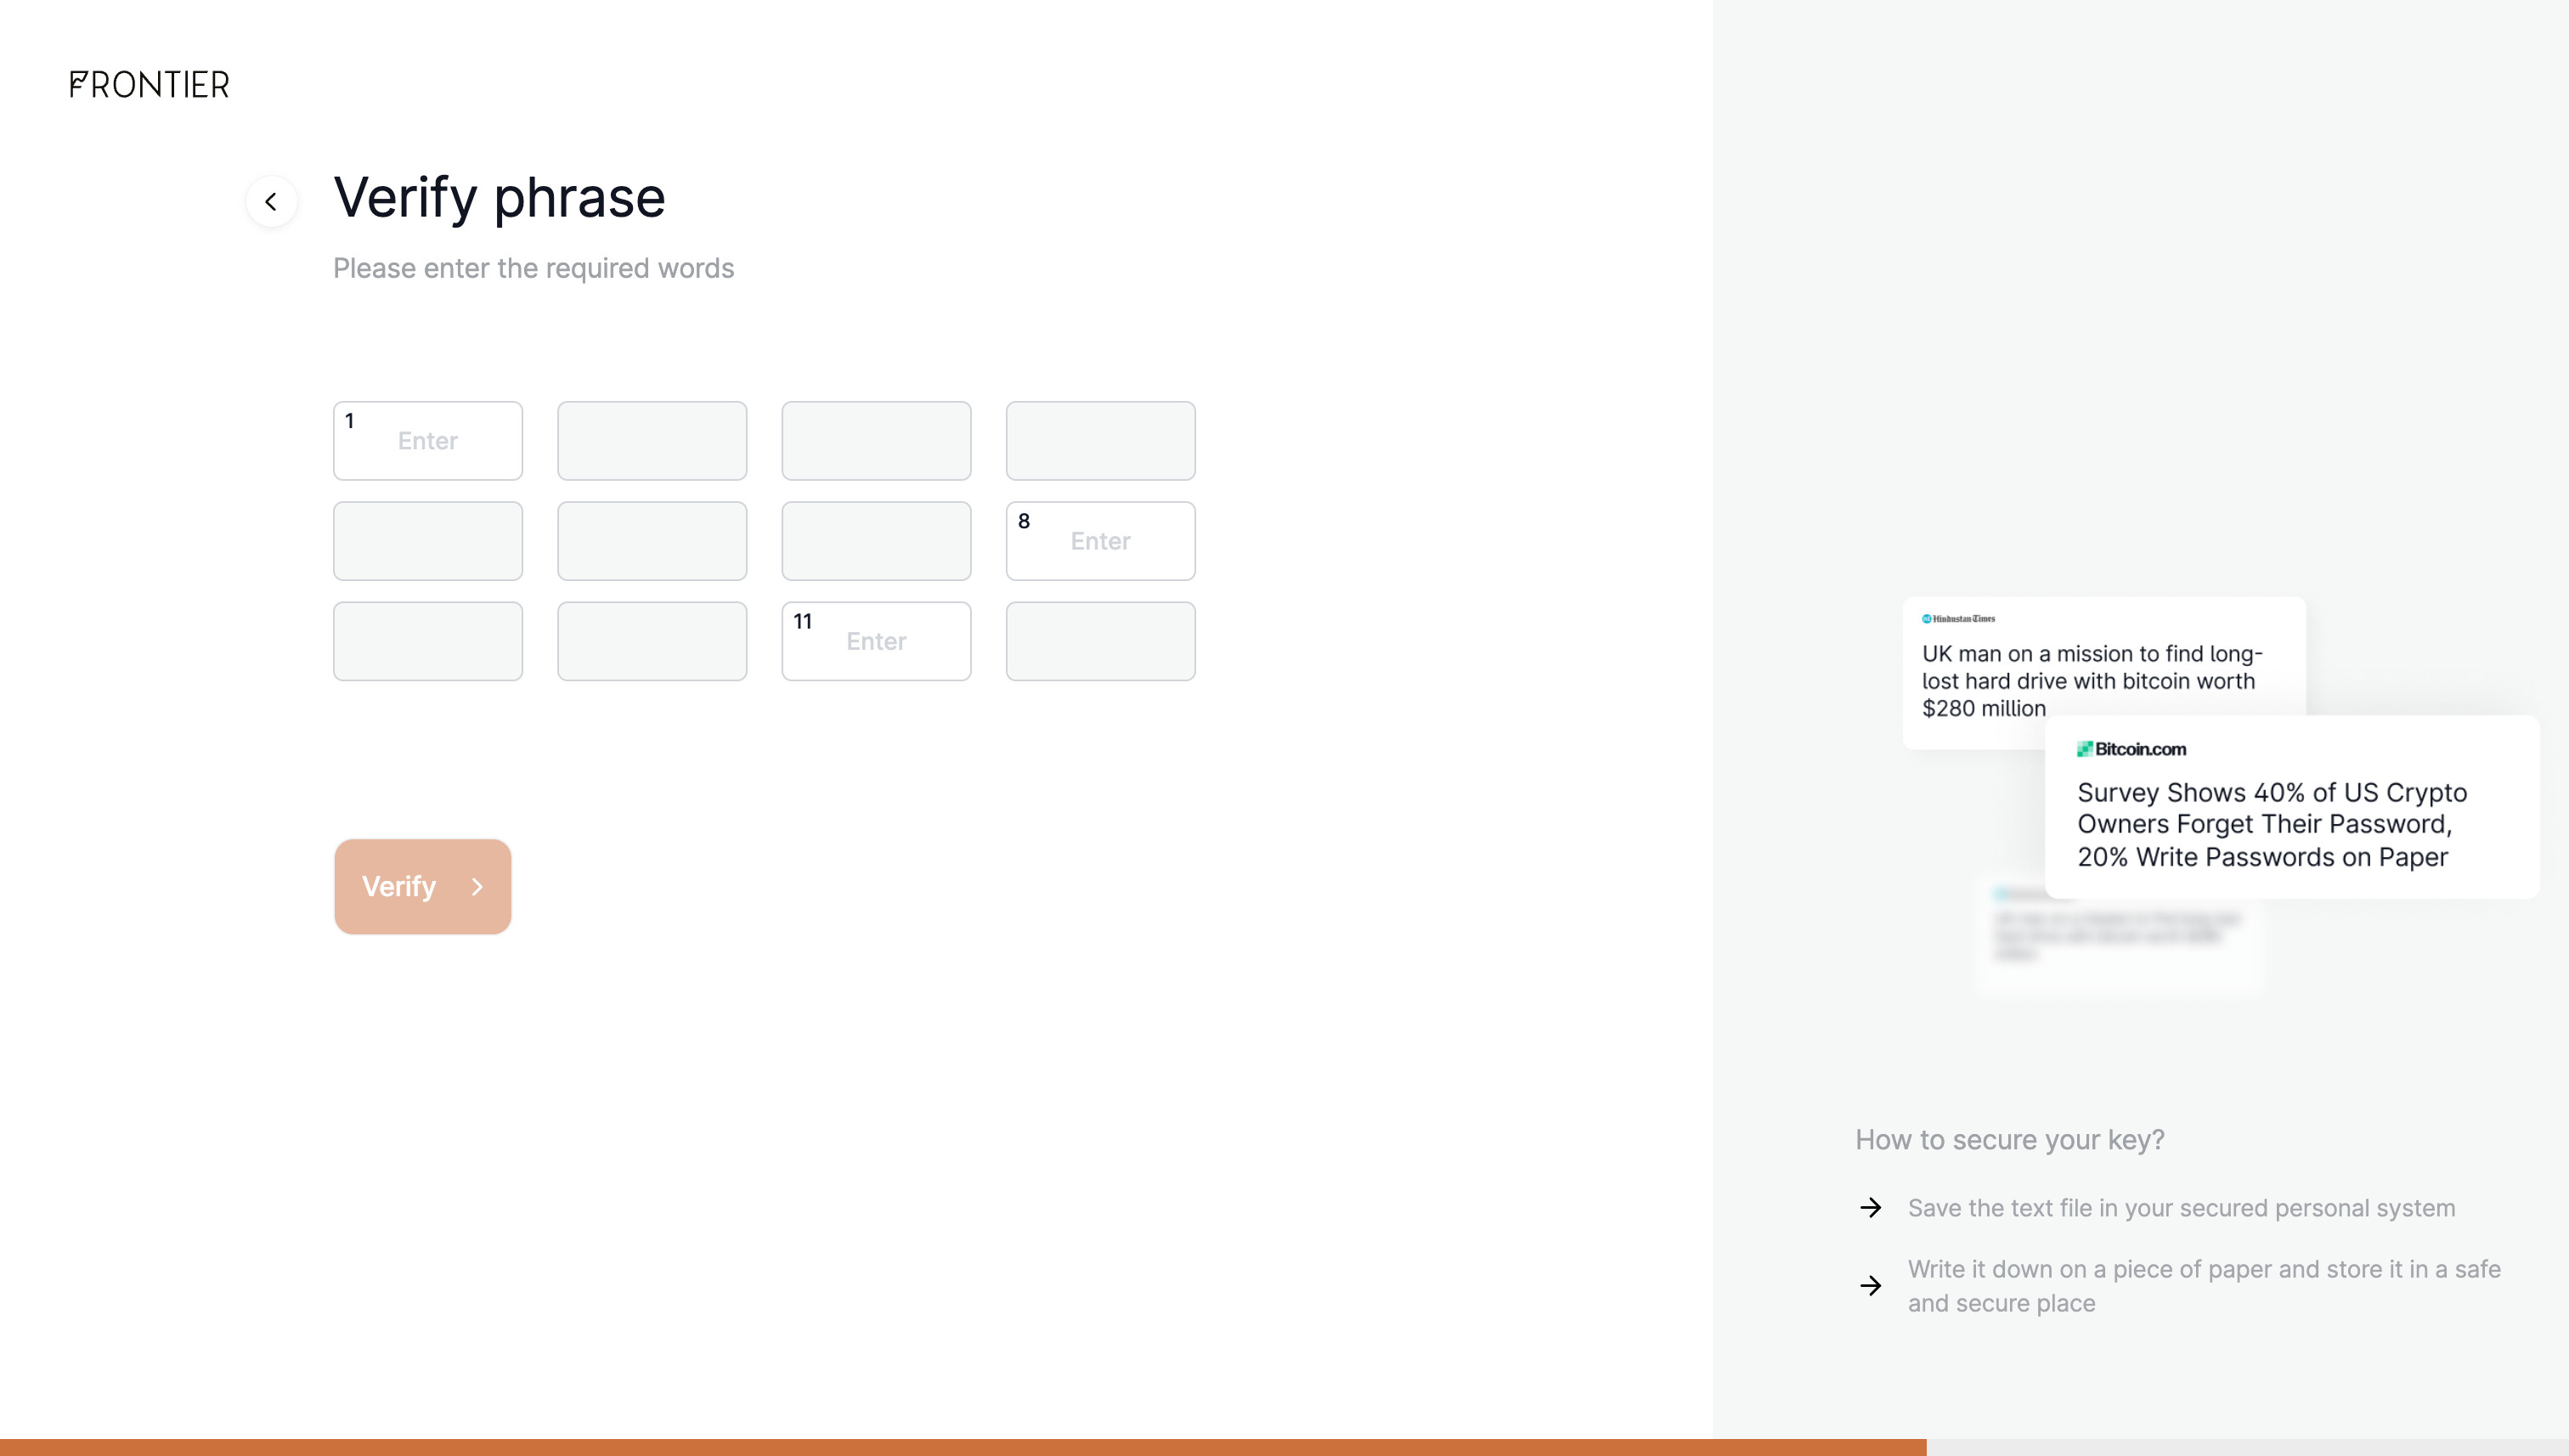 FRONTIER
Verify phrase
Please enter the required words
1
Enter
8
Enter
11
Enter
Verify
Hindustan Times
UK man on a mission to find long-
lost hard drive with bitcoin worth
$280 million
Bitcoin.com
Survey Shows 40% of US Crypto
Owners Forget Their Password,
20% Write Passwords on Paper
How to secure your key?
Save the text file in your secured personal system
Write it down on a piece of paper and store it in a safe
and secure place